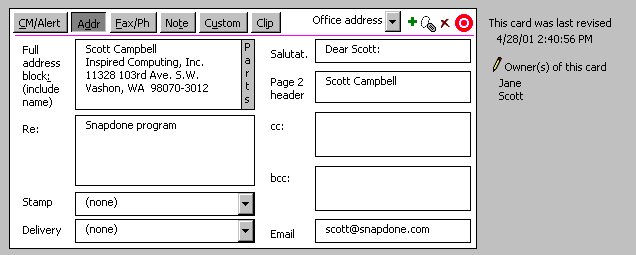 CM/Alert Addr Fax/Ph Note Custom Clip Office address
This card was last revised
4/28/01 2:40:56 PM
Owner(s) of this card
Jane
Scott
Full
address
block:
(include
name)
Scott Campbell
Inspired Computing, Inc.
11328 103rd Ave. S.W.
Vashon, WA 98070-3012
P
a
r
t
s
Salutat. Dear Scott:
Page 2
header
Scott Campbell
Re: Snapdone program
cc:
bcc:
Stamp (none)
Delivery (none)
Email scott@snapdone.com